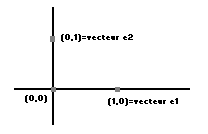 (0,1)=vecteur e2
(0,0)
(1,0)=vecteur e1